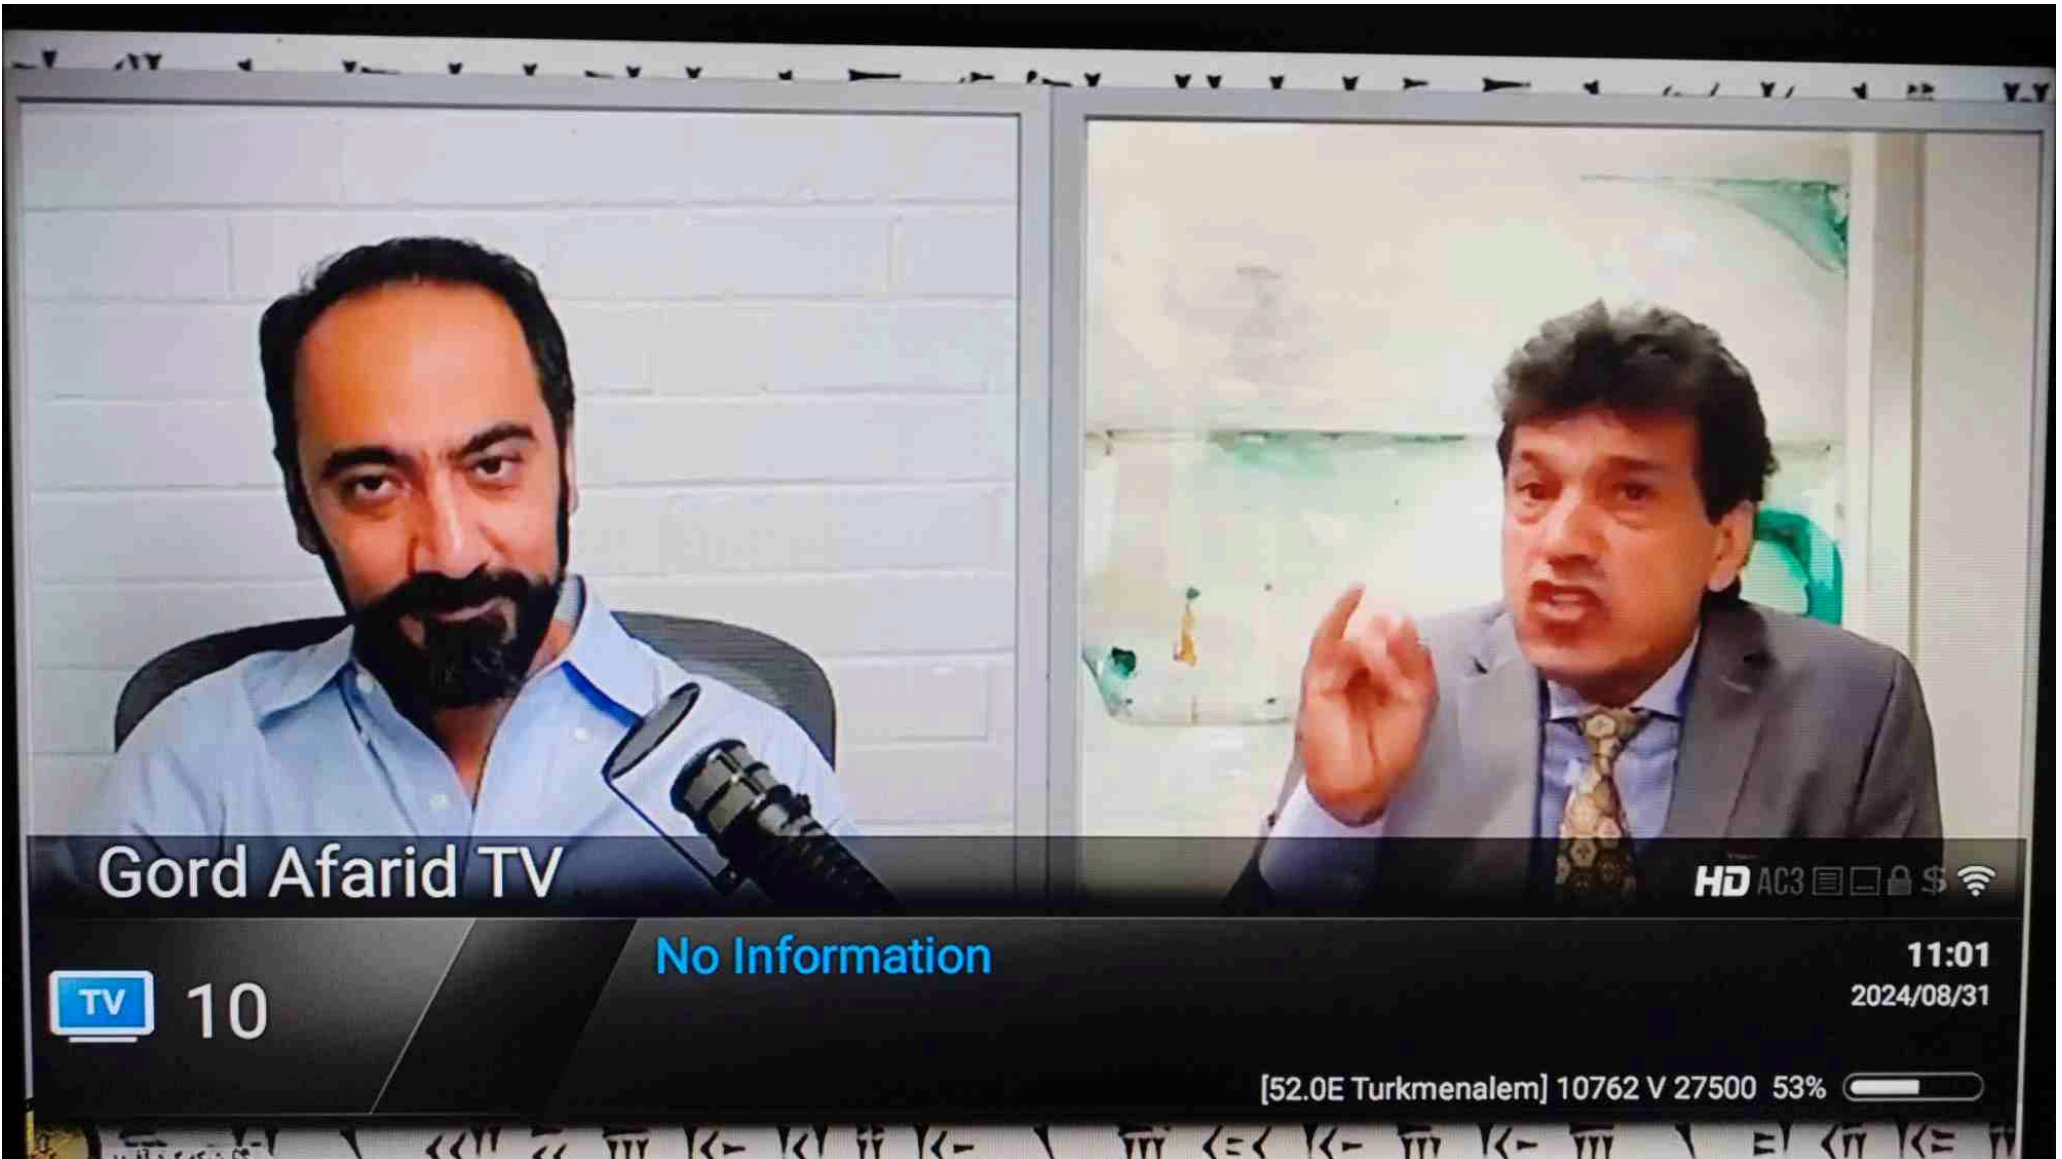 Gord Afarid TV
HD AC3 $
TV 10
No Information
11:01
2024/08/31
[52.0E Turkmenalem] 10762 V 27500 53%